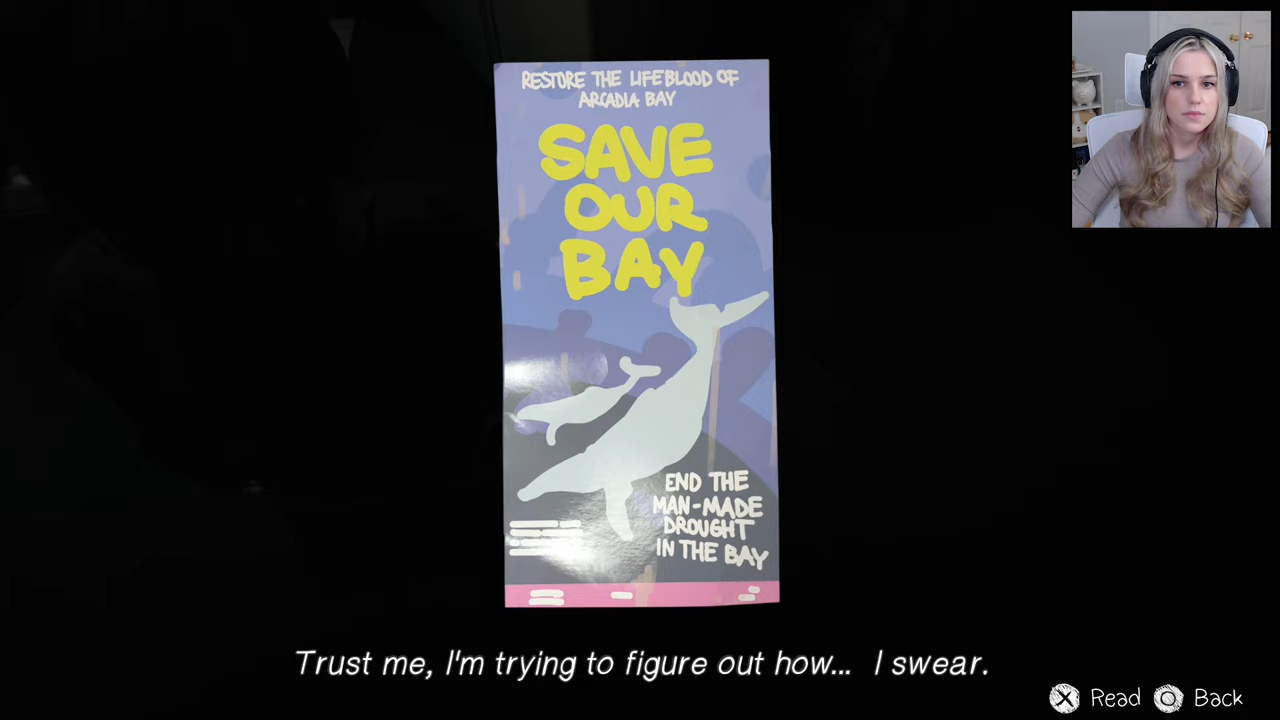 RESTORE THE LIFEBLOOD OF
ARCADIA BAY
SAVE
OUR
BAY
END THE
MAN-MADE
DROUGHT
IN THE BAY
Trust me, I'm trying to figure out how... I swear.
X Read O Back